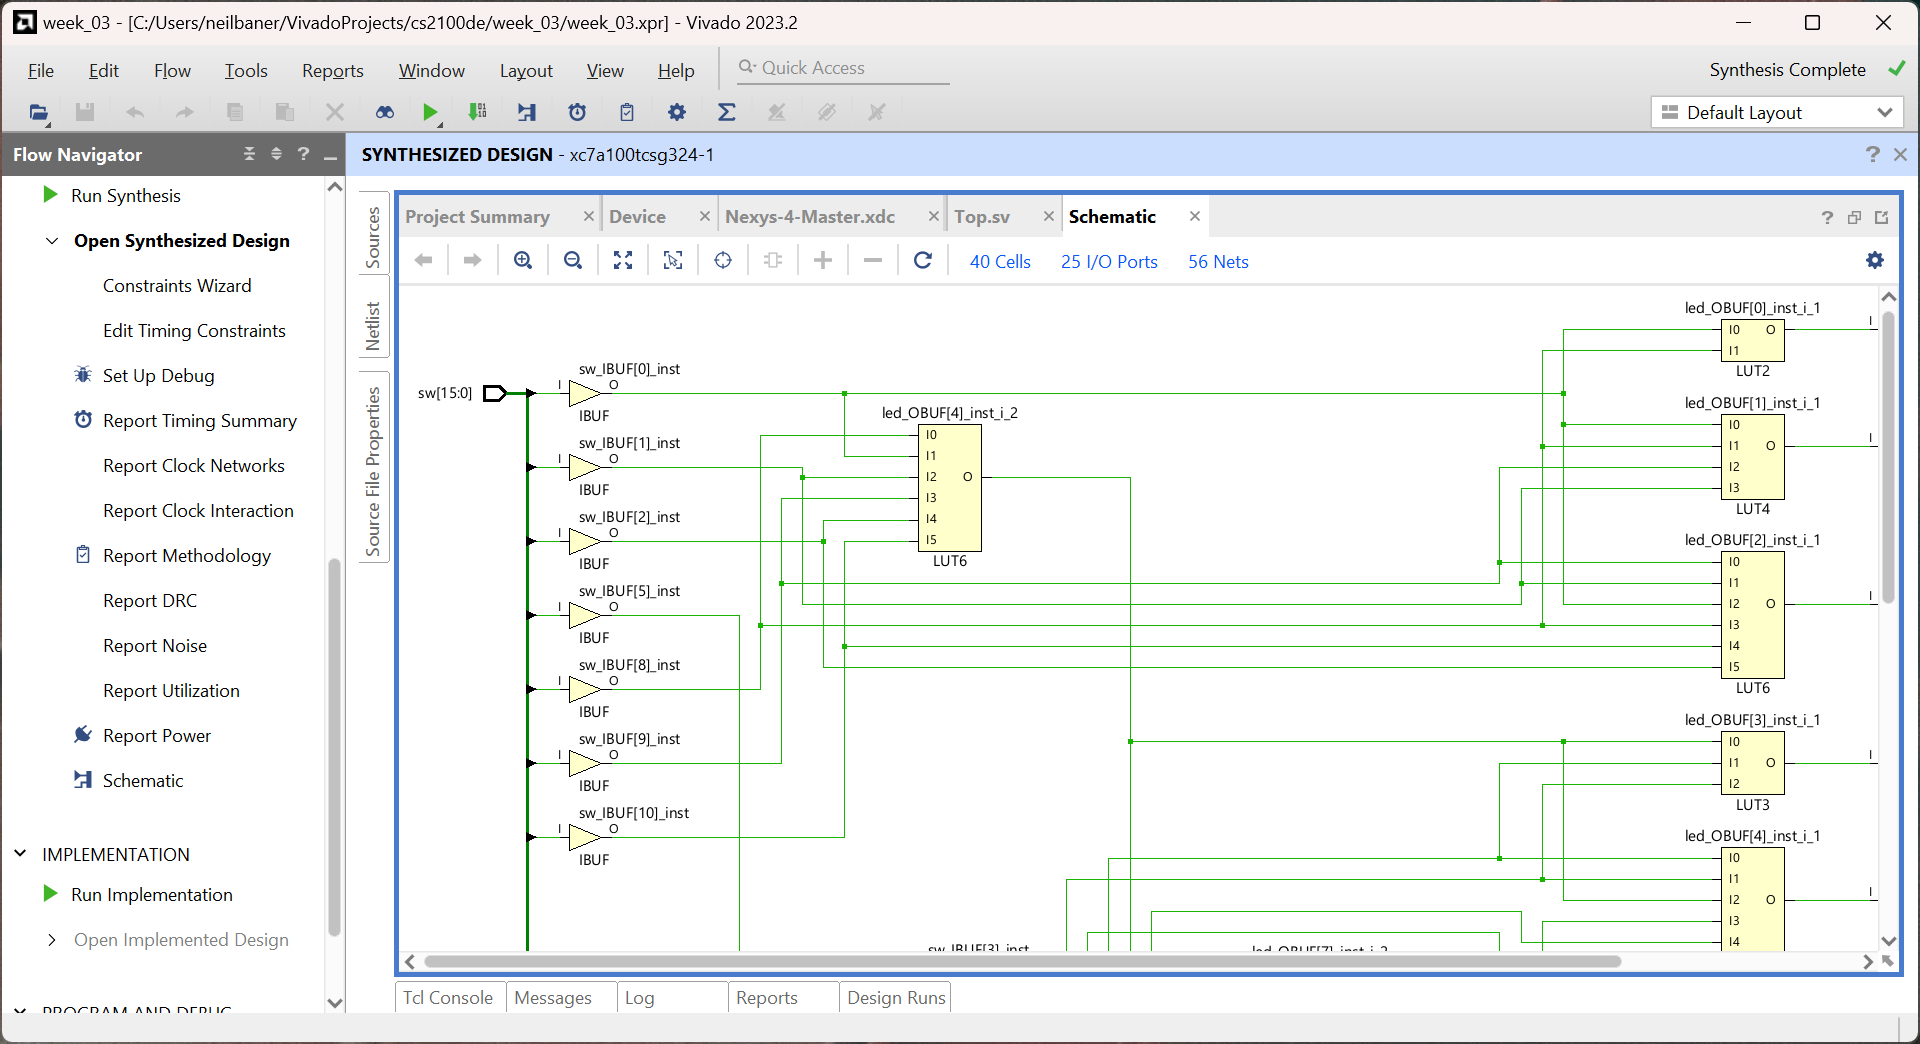 week_03 - [C:/Users/neilbaner/VivadoProjects/cs2100de/week_03/week_03.xpr] - Vivado 2023.2
File Edit Flow Tools Reports Window Layout View Help Quick Access
Synthesis Complete
Default Layout
Flow Navigator
SYNTHESIZED DESIGN - xc7a100tcsg324-1
Run Synthesis
Open Synthesized Design
Constraints Wizard
Edit Timing Constraints
Set Up Debug
Report Timing Summary
Report Clock Networks
Report Clock Interaction
Report Methodology
Report DRC
Report Noise
Report Utilization
Report Power
Schematic
IMPLEMENTATION
Run Implementation
Open Implemented Design
PROGRAM AND DEBUG
Sources
Netlist
Source File Properties
Project Summary Device Nexys-4-Master.xdc Top.sv Schematic
40 Cells 25 I/O Ports 56 Nets
sw[15:0]
sw_IBUF[0]_inst
I O
IBUF
sw_IBUF[1]_inst
I O
IBUF
sw_IBUF[2]_inst
I O
IBUF
sw_IBUF[5]_inst
I O
IBUF
sw_IBUF[8]_inst
I O
IBUF
sw_IBUF[9]_inst
I O
IBUF
sw_IBUF[10]_inst
I O
IBUF
led_OBUF[4]_inst_i_2
I0
I1
I2 O
I3
I4
I5
LUT6
sw_IBUF[3]_inst
led_OBUF[7]_inst_i_2
led_OBUF[0]_inst_i_1
I0 O I
I1
LUT2
led_OBUF[1]_inst_i_1
I0
I1 O I
I2
I3
LUT4
led_OBUF[2]_inst_i_1
I0
I1
I2 O I
I3
I4
I5
LUT6
led_OBUF[3]_inst_i_1
I0
I1 O I
I2
LUT3
led_OBUF[4]_inst_i_1
I0
I1
I2 O I
I3
I4
Tcl Console Messages Log Reports Design Runs